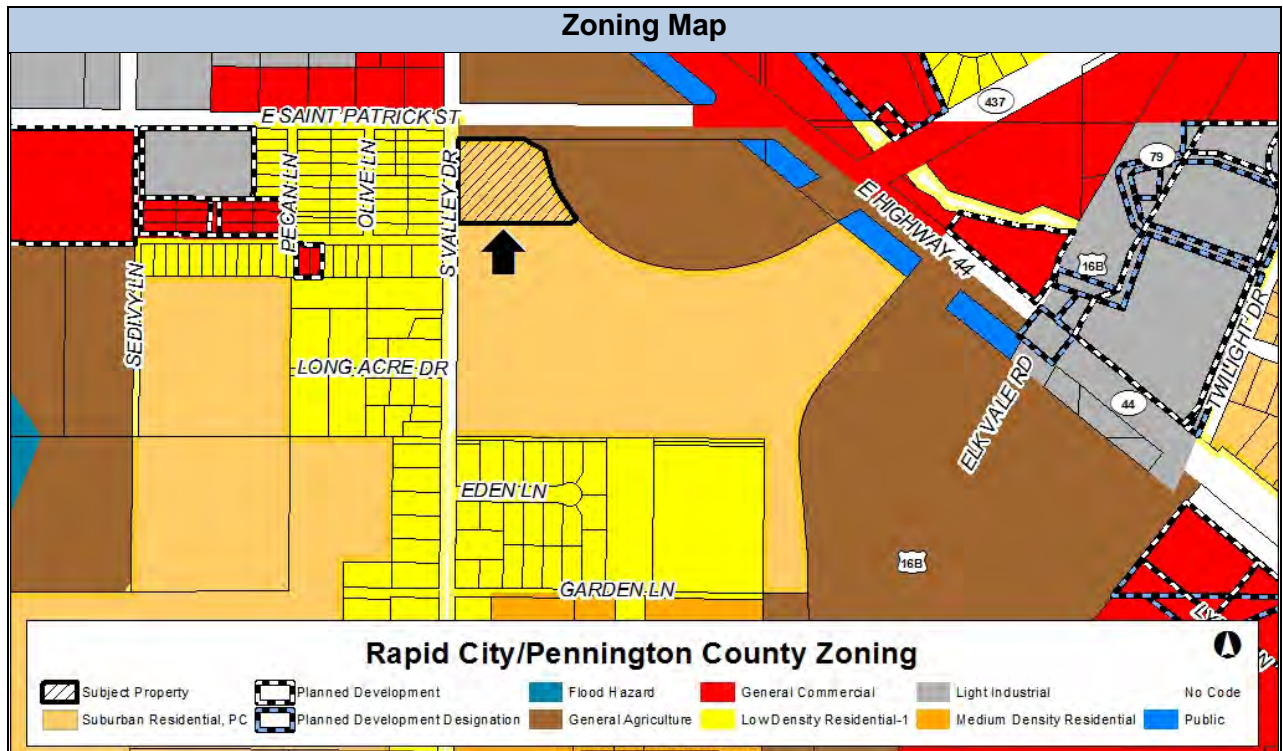 Zoning Map
E SAINT PATRICK ST
437
79
PECAN LN
OLIVE LN
S VALLEY DR
E HIGHWAY 44
16B
SEDIVY LN
LONG ACRE DR
TWILIGHT DR
44
ELK VALE RD
EDEN LN
16B
GARDEN LN
Rapid City/Pennington County Zoning
Subject Property
Planned Development
Flood Hazard
General Commercial
Light Industrial
No Code
Suburban Residential, PC
Planned Development Designation
General Agriculture
Low Density Residential-1
Medium Density Residential
Public